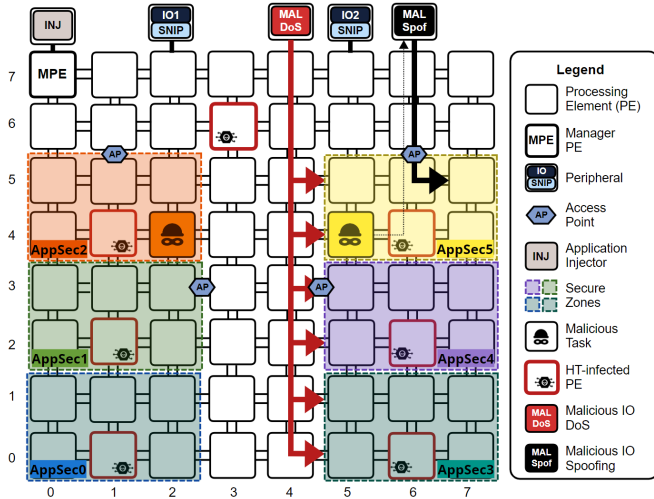 INJ
IO1
SNIP
MAL
DoS
IO2
SNIP
MAL
Spof
7
MPE
6
AP
AP
5
4
AppSec2
AppSec5
3
AP
AP
2
AppSec1
AppSec4
1
0
AppSec0
AppSec3
0
1
2
3
4
5
6
7
Legend
Processing
Element (PE)
MPE
Manager
PE
IO
SNIP
Peripheral
AP
Access
Point
INJ
Application
Injector
Secure
Zones
Malicious
Task
HT-infected
PE
MAL
DoS
Malicious IO
DoS
MAL
Spof
Malicious IO
Spoofing